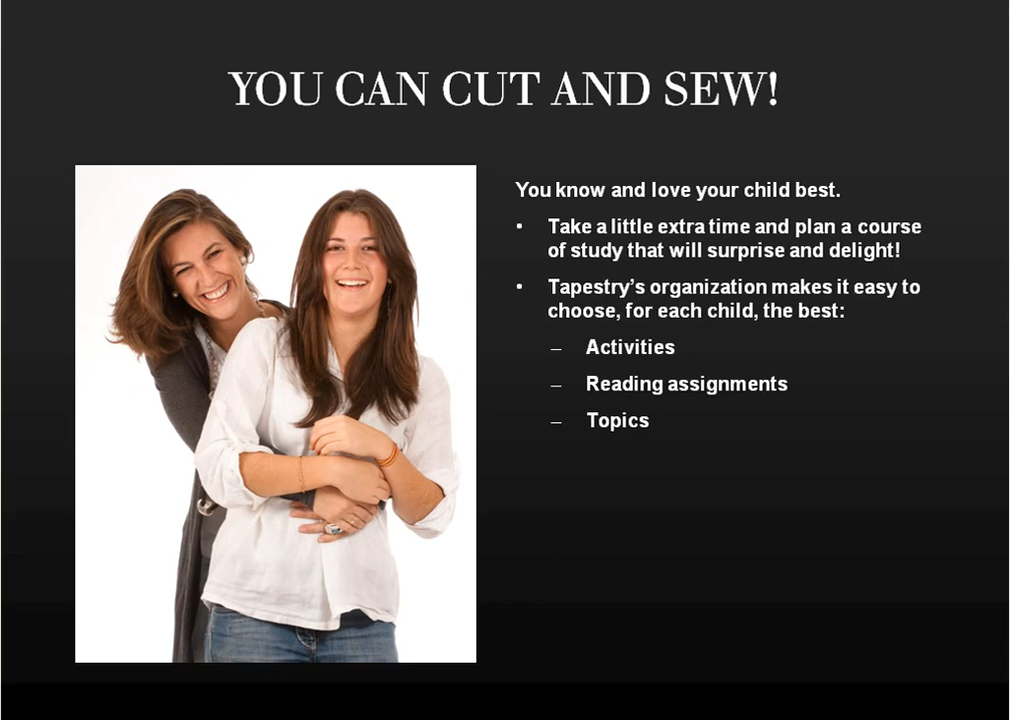 YOU CAN CUT AND SEW!
You know and love your child best.
• Take a little extra time and plan a course
of study that will surprise and delight!
• Tapestry’s organization makes it easy to
choose, for each child, the best:
– Activities
– Reading assignments
– Topics